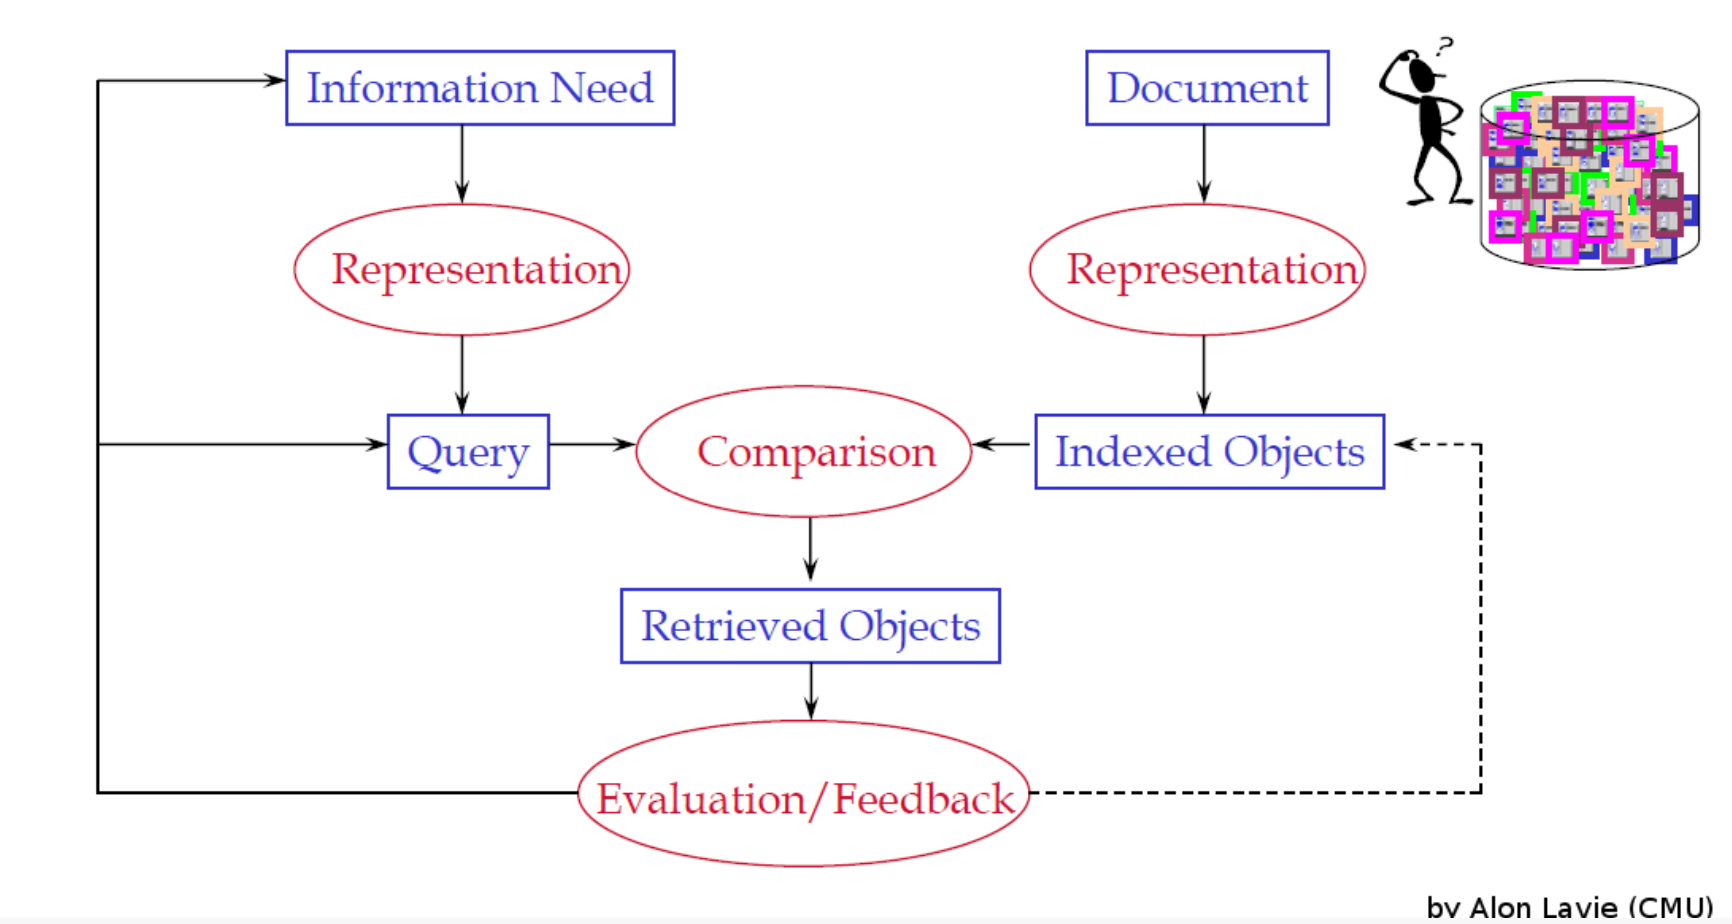 Information Need
Document
?
Representation
Representation
Query
Comparison
Indexed Objects
Retrieved Objects
Evaluation/Feedback
by Alon Lavie (CMU)